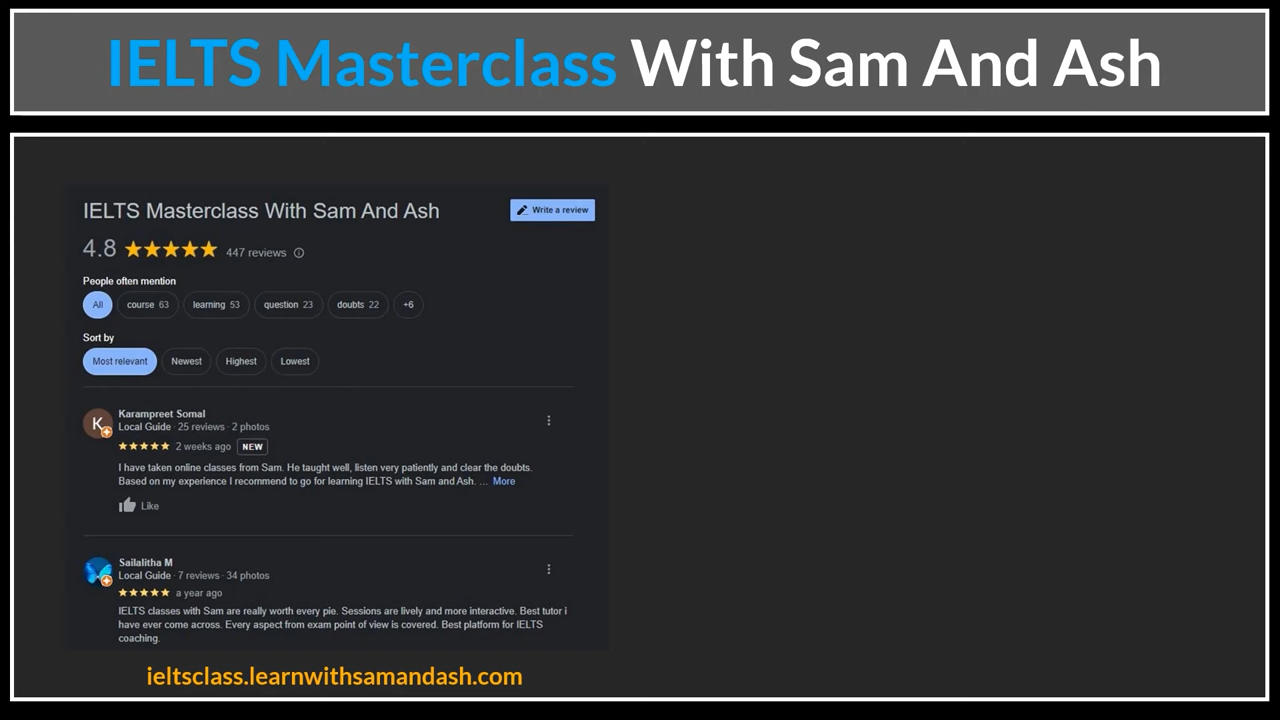 IELTS Masterclass With Sam And Ash
IELTS Masterclass With Sam And Ash
Write a review
4.8 447 reviews
People often mention
All course 63 learning 53 question 23 doubts 22 +6
Sort by
Most relevant Newest Highest Lowest
K Karampreet Somal
Local Guide · 25 reviews · 2 photos
2 weeks ago NEW
I have taken online classes from Sam. He taught well, listen very patiently and clear the doubts.
Based on my experience I recommend to go for learning IELTS with Sam and Ash. ... More
Like
Sailalitha M
Local Guide · 7 reviews · 34 photos
a year ago
IELTS classes with Sam are really worth every pie. Sessions are lively and more interactive. Best tutor i
have ever come across. Every aspect from exam point of view is covered. Best platform for IELTS
coaching.
ieltsclass.learnwithsamandash.com